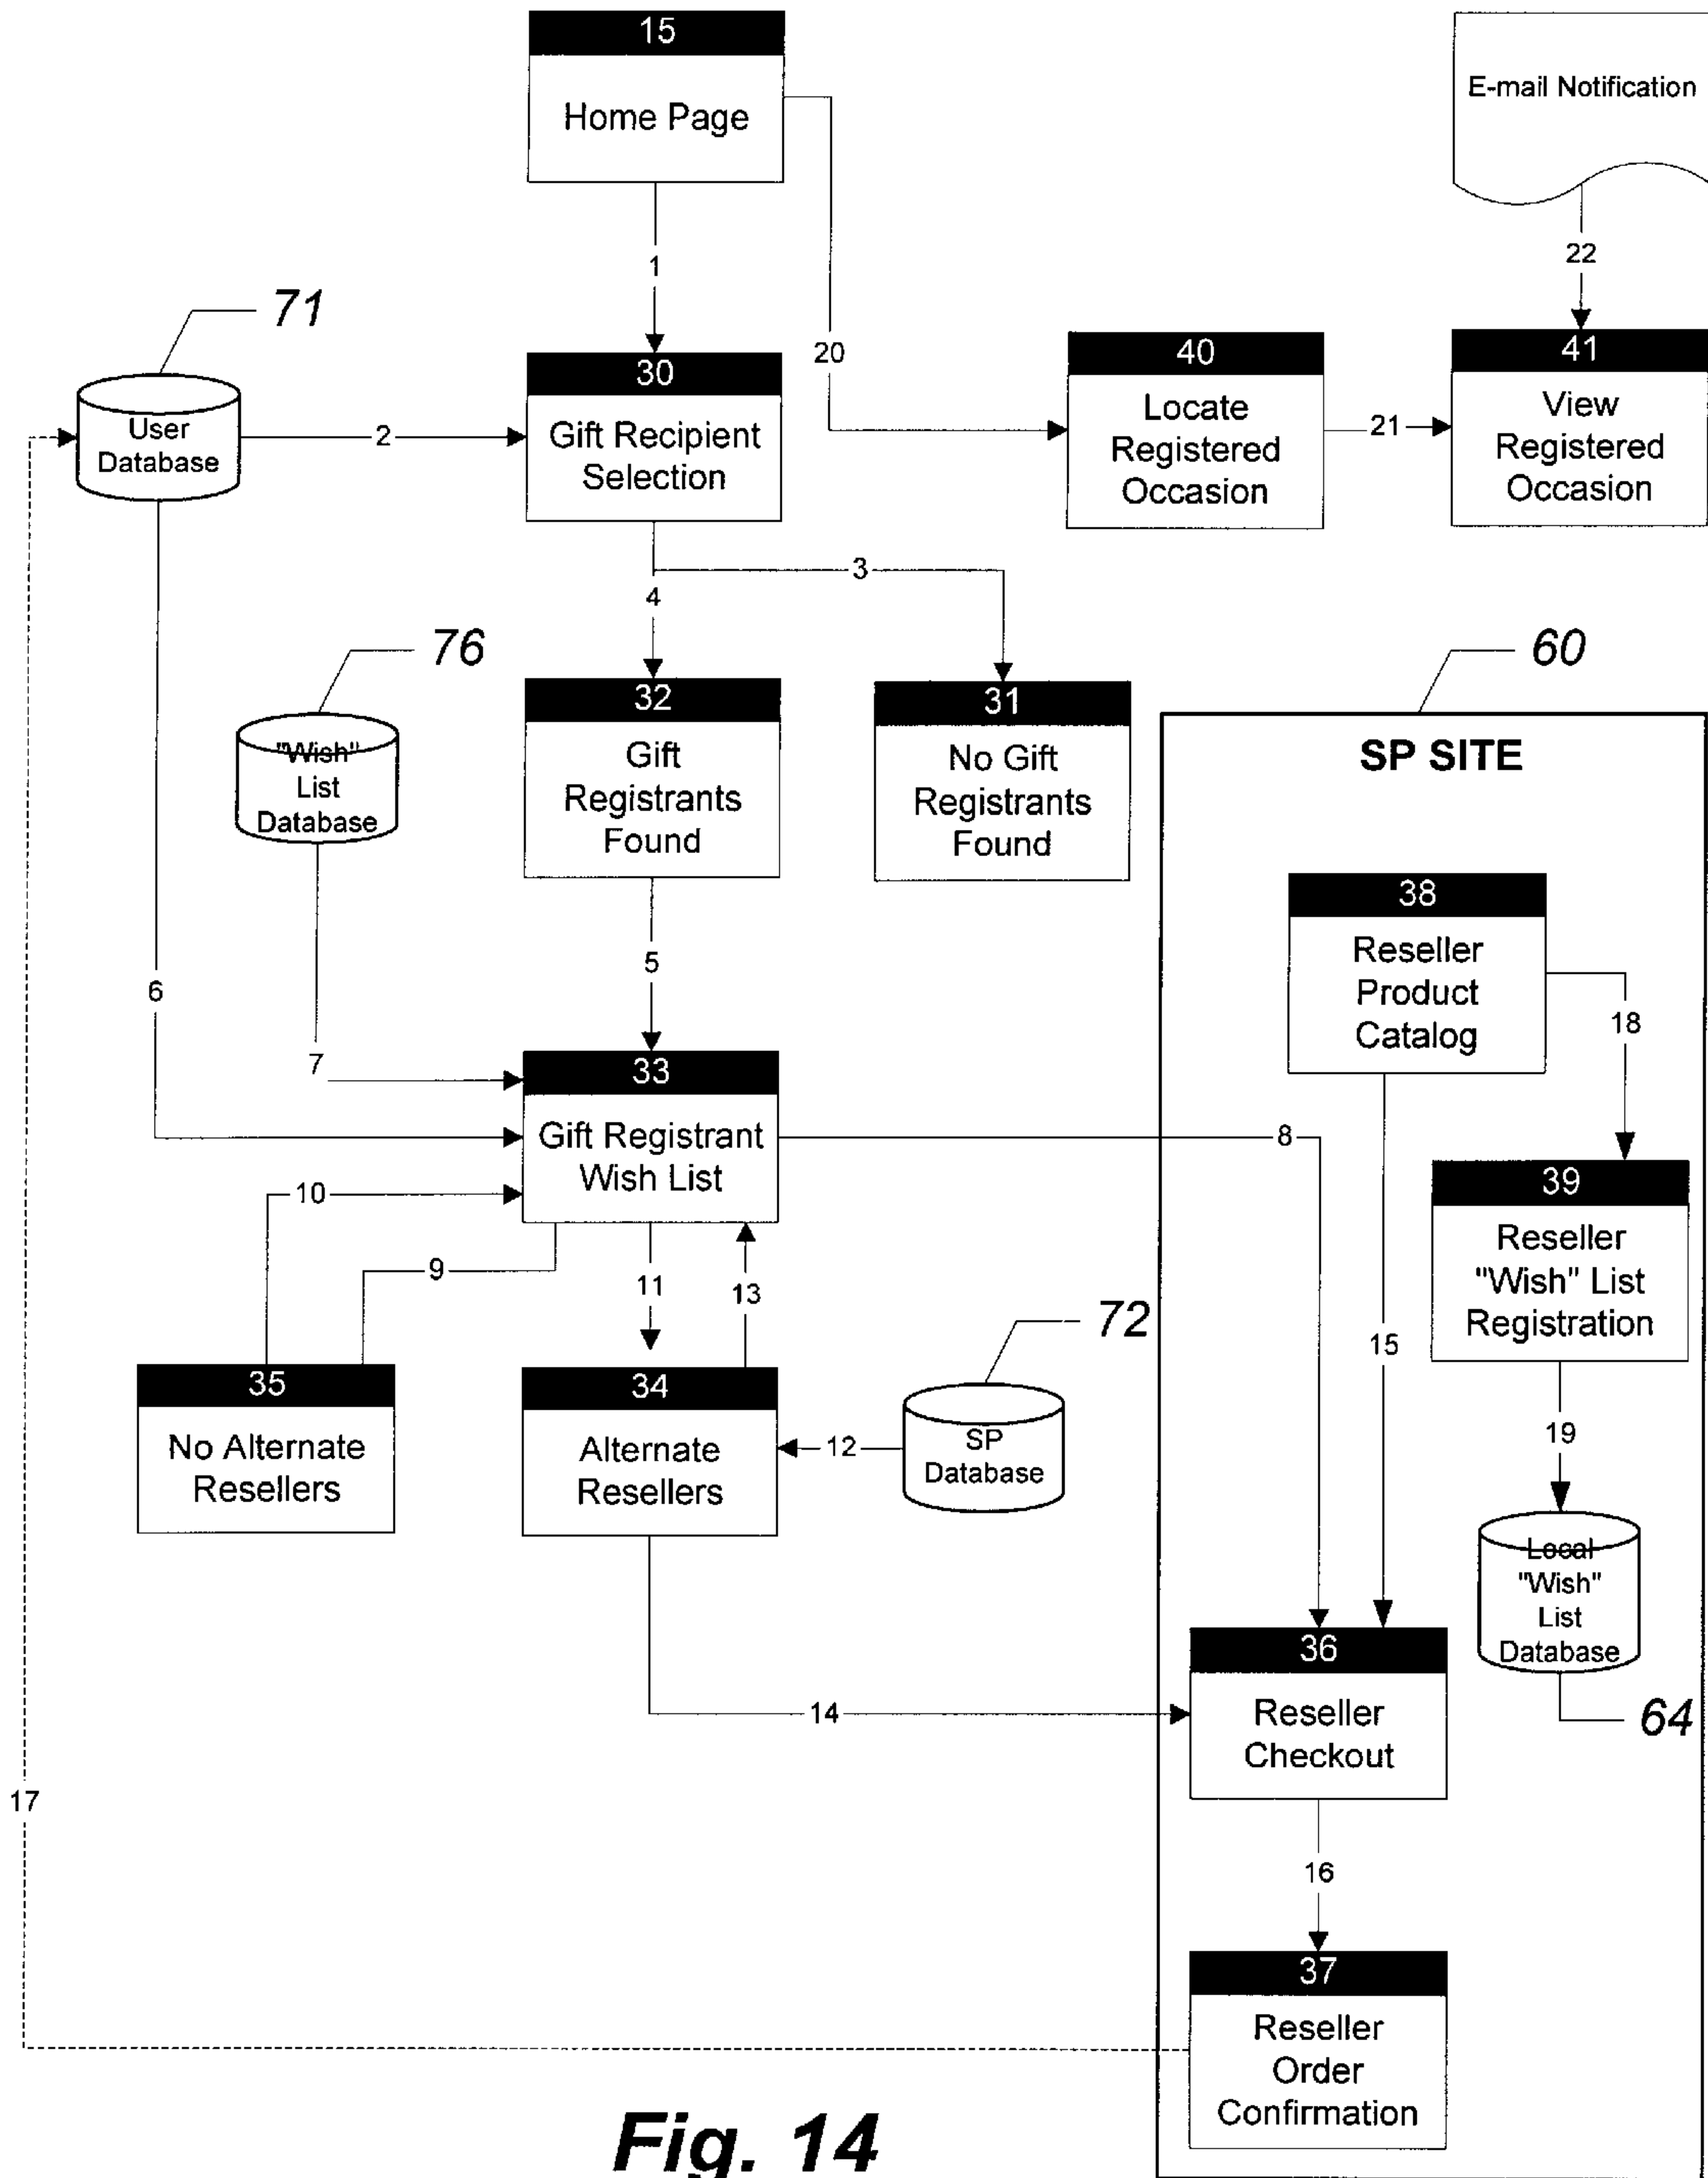 15
Home Page
E-mail Notification
1
22
71
20
User
Database
2
30
Gift Recipient
Selection
40
Locate
Registered
Occasion
21
41
View
Registered
Occasion
3
4
76
"Wish"
List
Database
32
Gift
Registrants
Found
31
No Gift
Registrants
Found
60
SP SITE
38
Reseller
Product
Catalog
5
6
7
18
33
Gift Registrant
Wish List
8
39
Reseller
"Wish" List
Registration
10
9
11
13
72
15
35
No Alternate
Resellers
34
Alternate
Resellers
12
SP
Database
19
Local
"Wish"
List
Database
64
36
Reseller
Checkout
14
17
16
37
Reseller
Order
Confirmation
Fig. 14